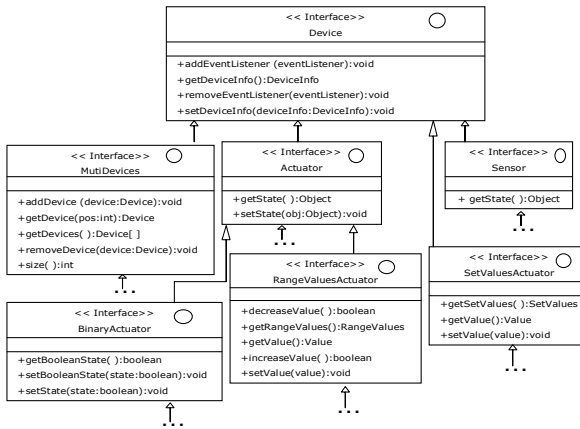 << Interface>>
Device
+addEventListener (eventListener):void
+getDeviceInfo():DeviceInfo
+removeEventListener(eventListener):void
+setDeviceInfo(deviceInfo:DeviceInfo):void
<< Interface>>
MutiDevices
+addDevice (device:Device):void
+getDevice(pos:int):Device
+getDevices( ):Device[ ]
+removeDevice(device:Device):void
+size( ):int
...
<< Interface>>
Actuator
+getState( ):Object
+setState(obj:Object):void
...
<< Interface>>
Sensor
+ getState( ):Object
...
<< Interface>>
BinaryActuator
+getBooleanState( ):boolean
+setBooleanState(state:boolean):void
+setState(state:boolean):void
...
<< Interface>>
RangeValuesActuator
+decreaseValue( ):boolean
+getRangeValues():RangeValues
+getValue():Value
+increaseValue( ):boolean
+setValue(value):void
...
<< Interface>>
SetValuesActuator
+getSetValues( ):SetValues
+getValue():Value
+setValue(value):void
...